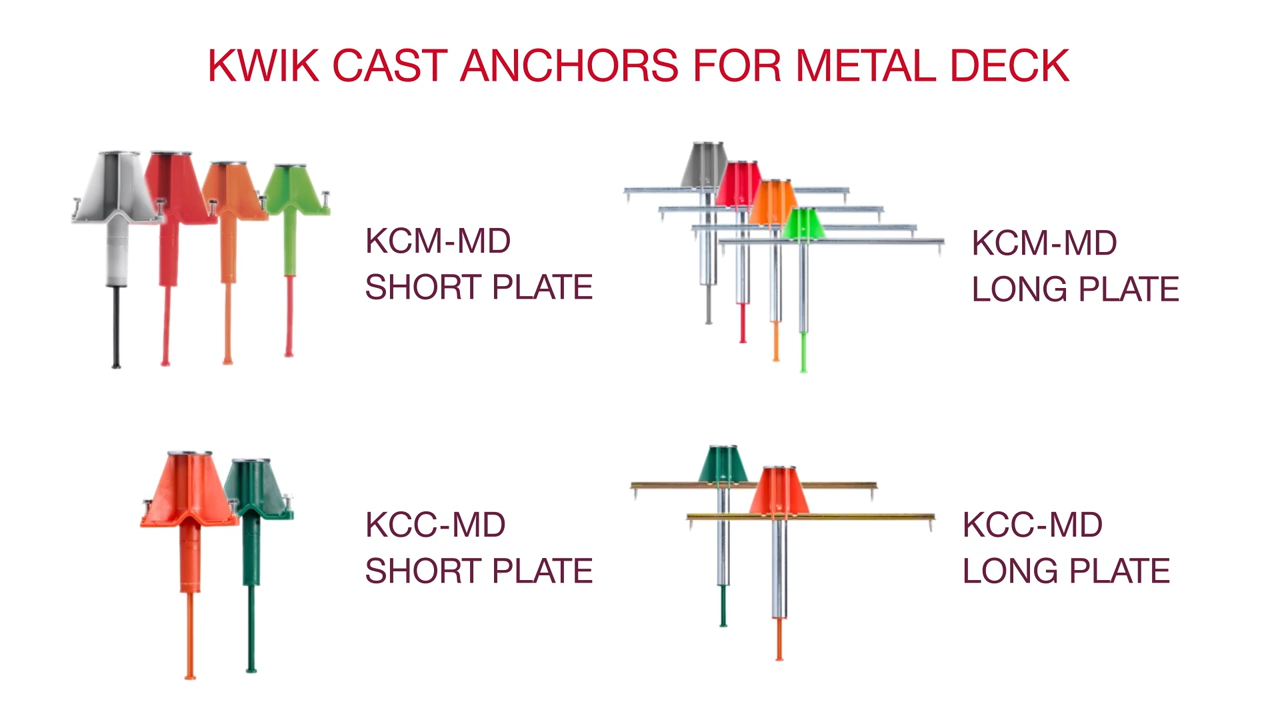 KWIK CAST ANCHORS FOR METAL DECK
KCM-MD
SHORT PLATE
KCM-MD
LONG PLATE
KCC-MD
SHORT PLATE
KCC-MD
LONG PLATE